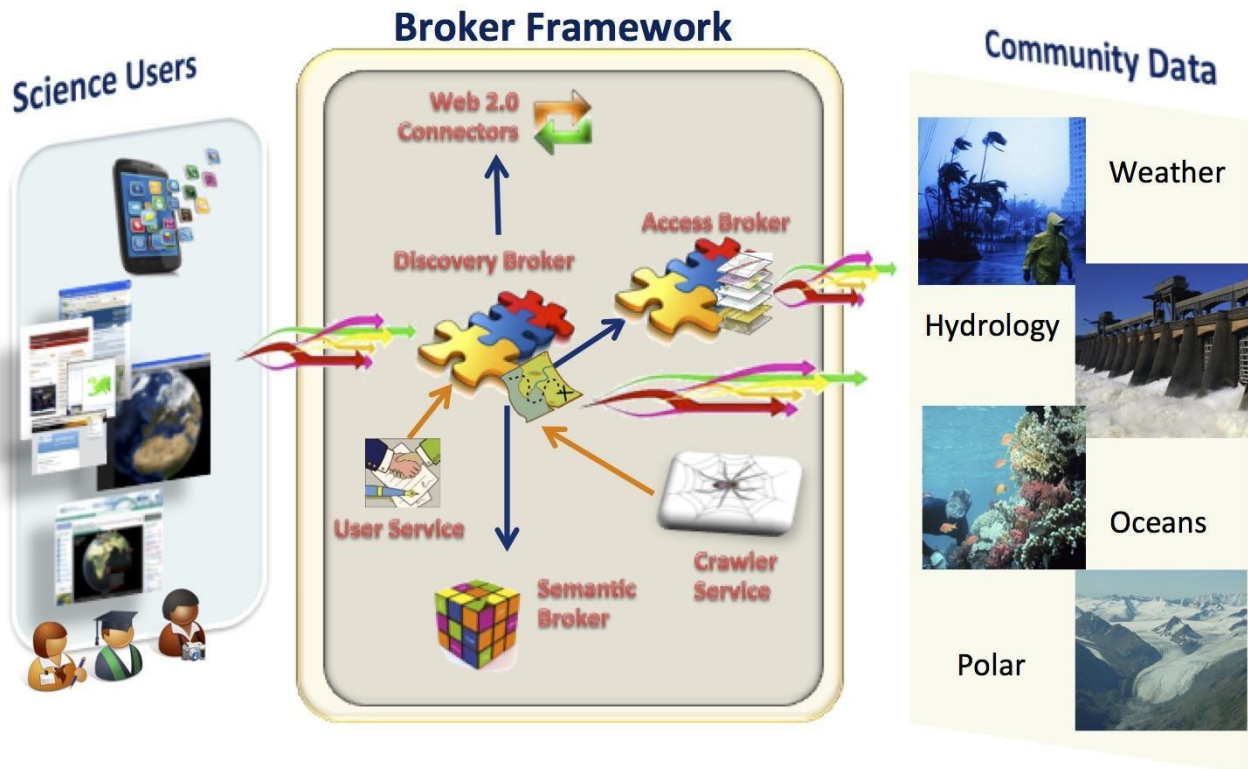 Broker Framework
Science Users
Community Data
Web 2.0
Connectors
Discovery Broker
Access Broker
User Service
Crawler
Service
Semantic
Broker
Weather
Hydrology
Oceans
Polar